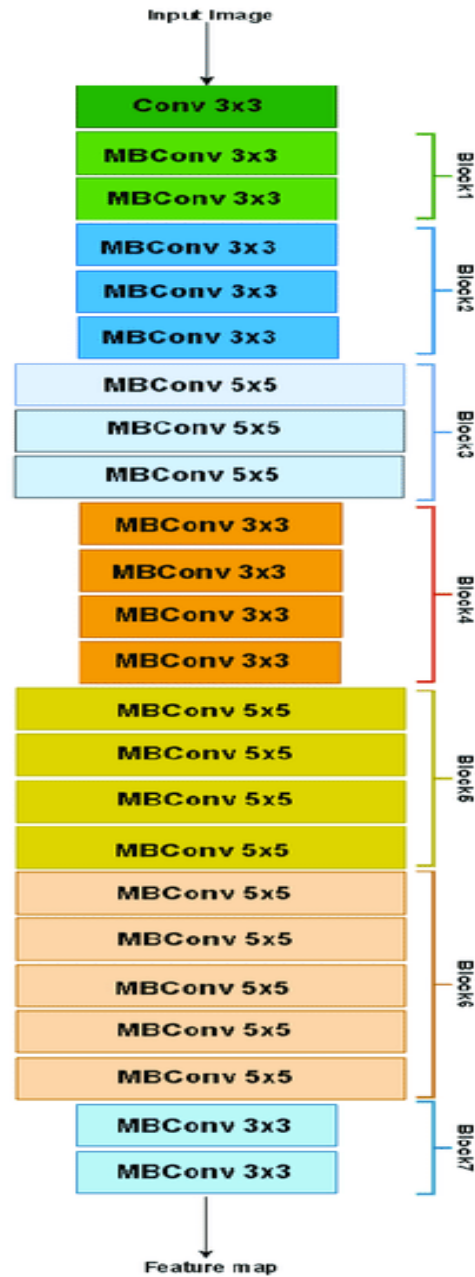 Input Image
Conv 3x3
MBConv 3x3
MBConv 3x3
Block1
MBConv 3x3
MBConv 3x3
MBConv 3x3
Block2
MBConv 5x5
MBConv 5x5
MBConv 5x5
Block3
MBConv 3x3
MBConv 3x3
MBConv 3x3
MBConv 3x3
Block4
MBConv 5x5
MBConv 5x5
MBConv 5x5
MBConv 5x5
Block6
MBConv 5x5
MBConv 5x5
MBConv 5x5
MBConv 5x5
MBConv 5x5
Block6
MBConv 3x3
MBConv 3x3
Block7
Feature map